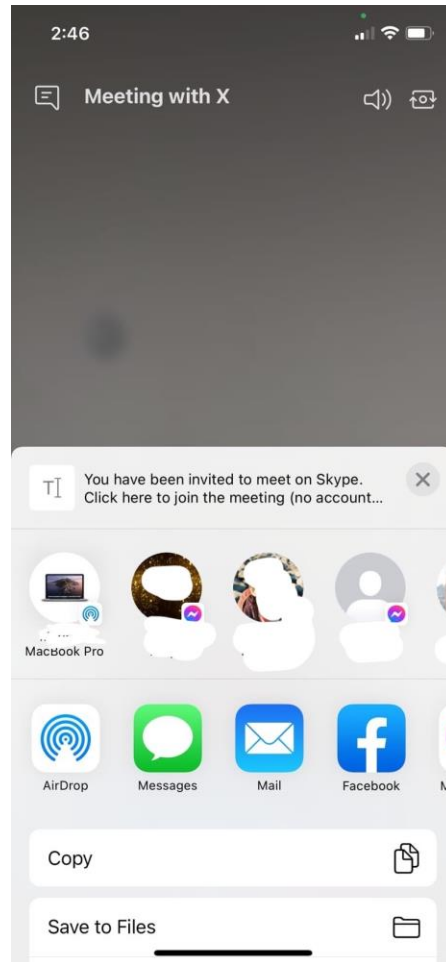 2:46
Meeting with X
You have been invited to meet on Skype.
Click here to join the meeting (no account...
MacBook Pro
AirDrop
Messages
Mail
Facebook
Copy
Save to Files